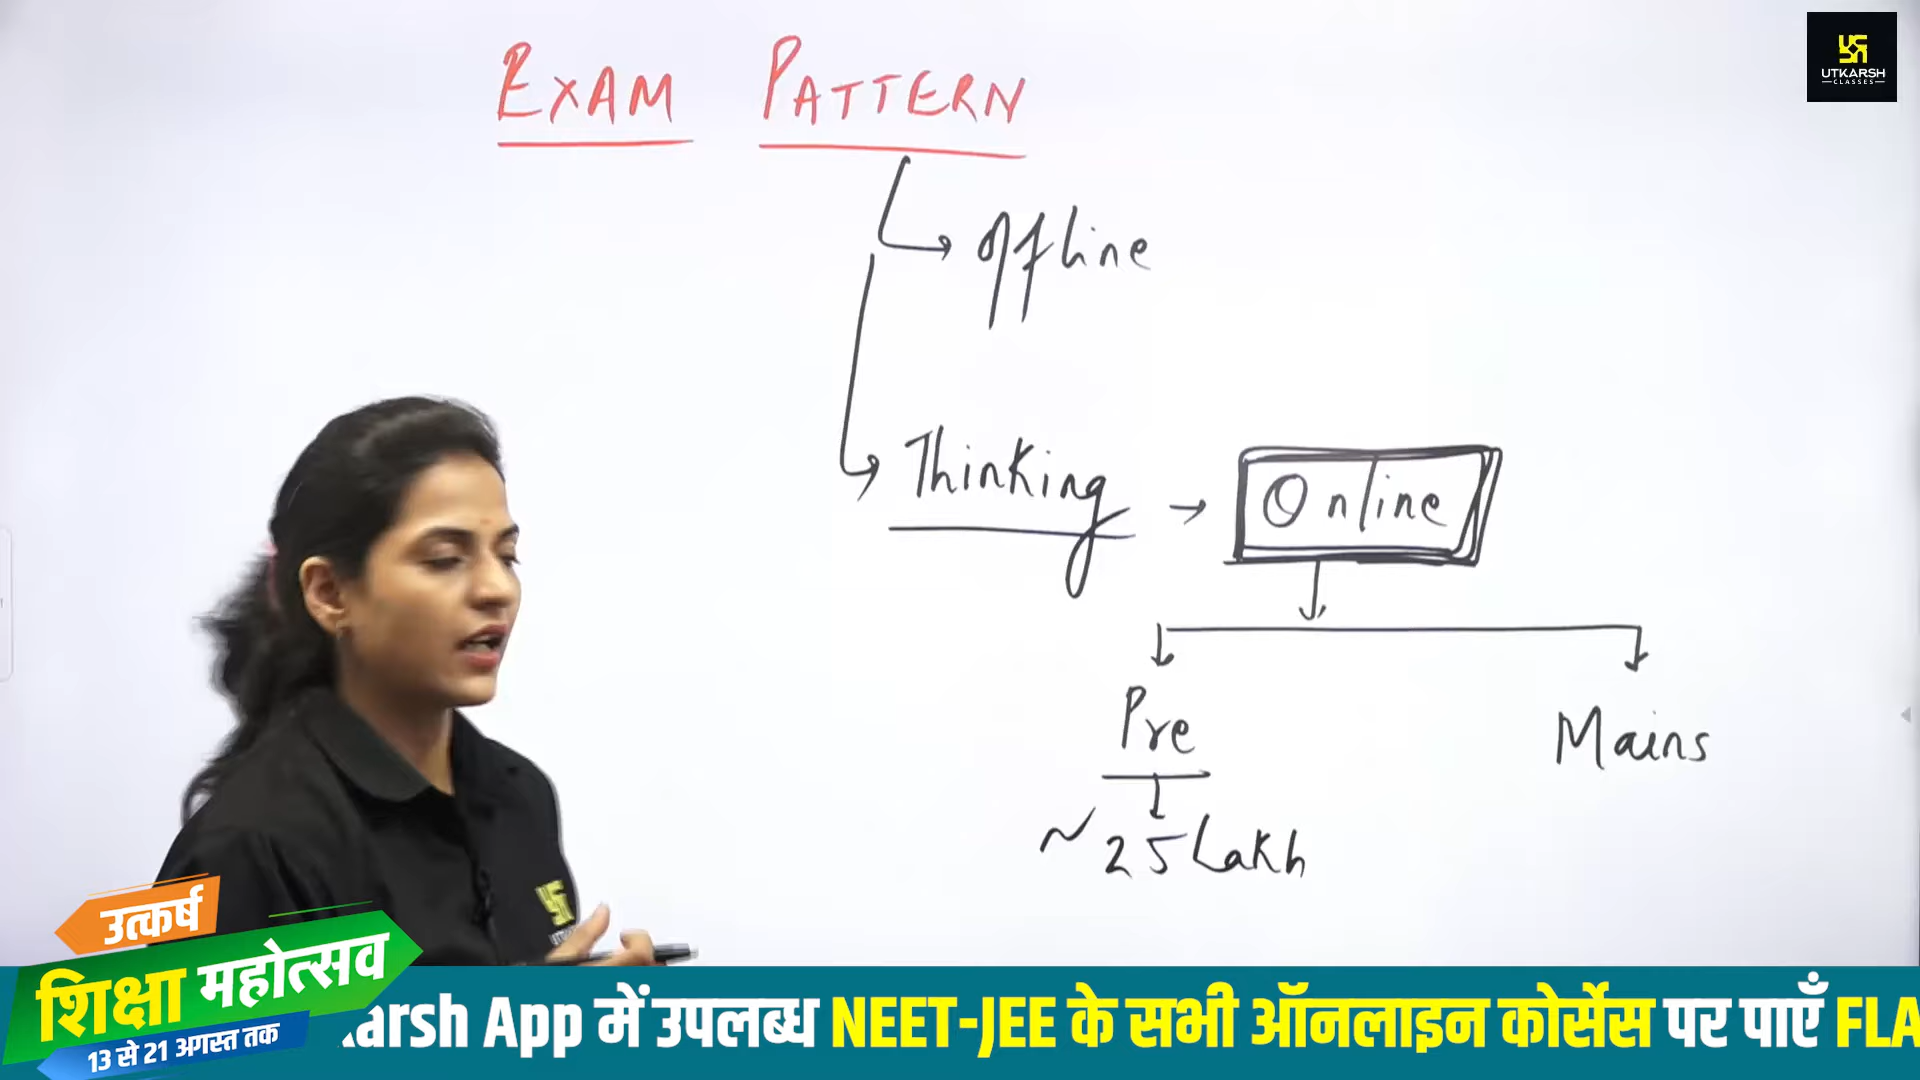 EXAM PATTERN
UTKARSH
CLASSES
Offline
Thinking → Online
Pre
Mains
~ 25 Lakh
उत्कर्ष
शिक्षा महोत्सव
13 से 21 अगस्त तक
arsh App में उपलब्ध NEET-JEE के सभी ऑनलाइन कोर्सेस पर पाएँ FLA